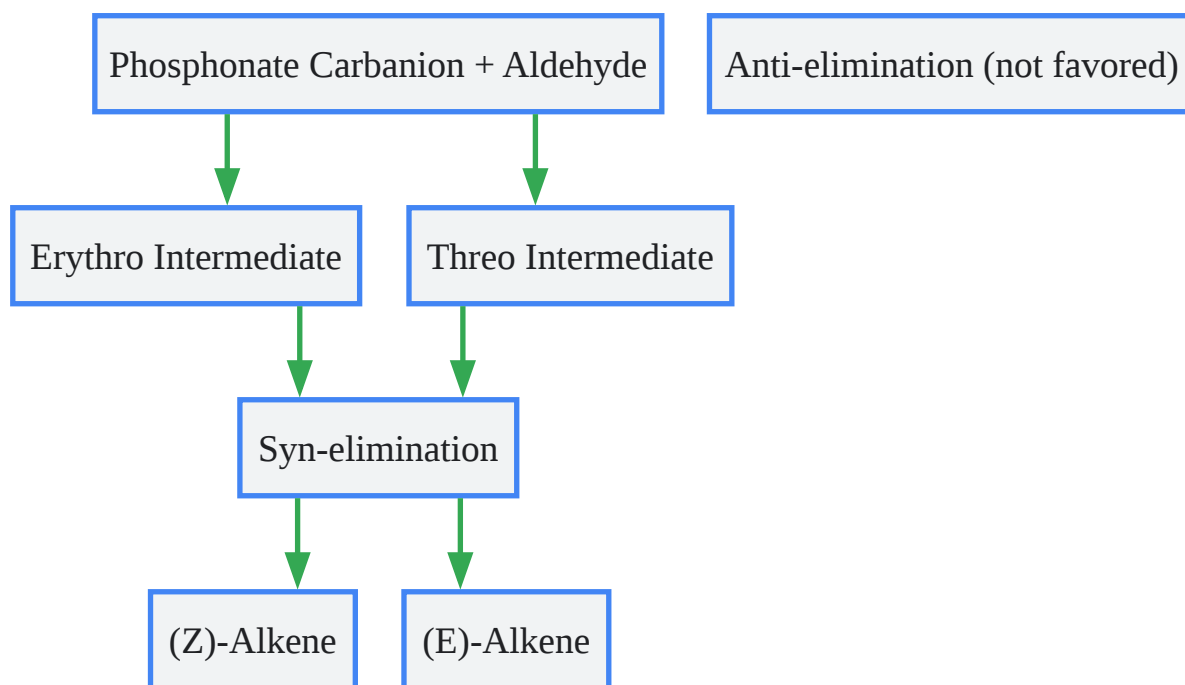 Phosphonate Carbanion + Aldehyde
Anti-elimination (not favored)
Erythro Intermediate
Threo Intermediate
Syn-elimination
(Z)-Alkene
(E)-Alkene